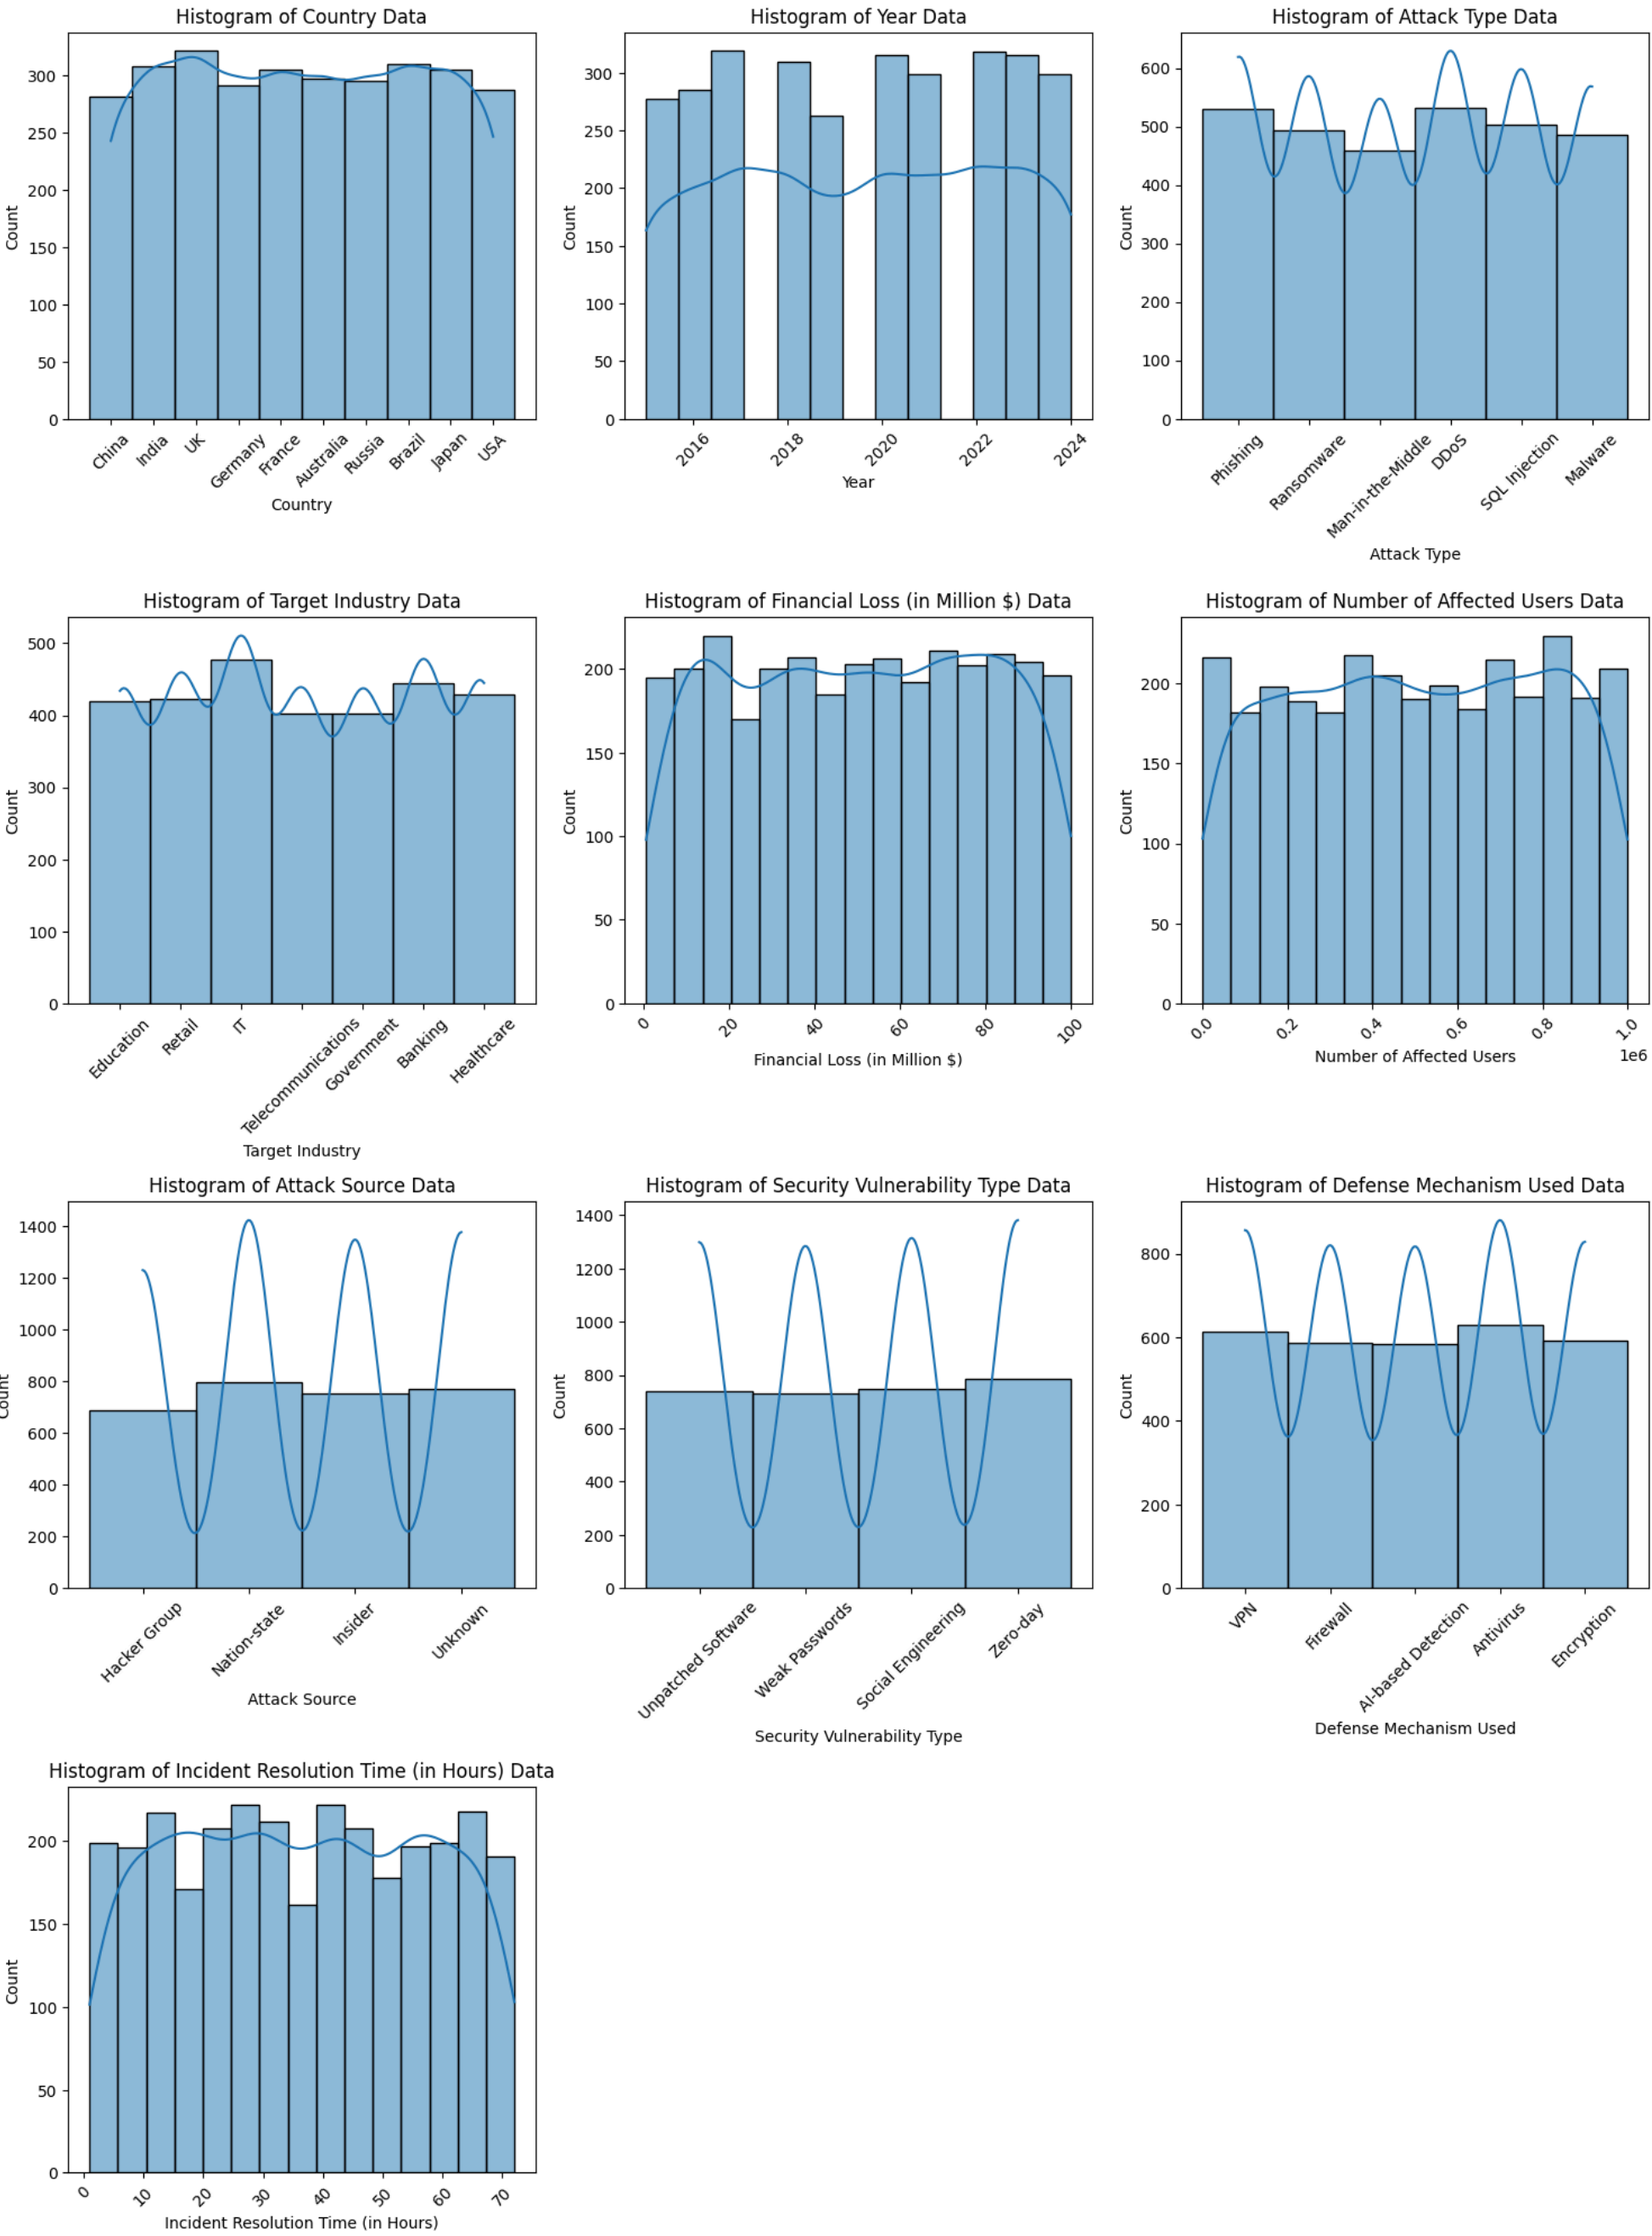 Histogram of Country Data
Count
300
250
200
150
100
50
0
China
India
UK
Germany
France
Australia
Russia
Brazil
Japan
USA
Country
Histogram of Year Data
Count
300
250
200
150
100
50
0
2016
2018
2020
2022
2024
Year
Histogram of Attack Type Data
Count
600
500
400
300
200
100
0
Phishing
Ransomware
Man-in-the-Middle
DDoS
SQL Injection
Malware
Attack Type
Histogram of Target Industry Data
Count
500
400
300
200
100
0
Education
Retail
IT
Telecommunications
Government
Banking
Healthcare
Target Industry
Histogram of Financial Loss (in Million $) Data
Count
200
150
100
50
0
0
20
40
60
80
100
Financial Loss (in Million $)
Histogram of Number of Affected Users Data
Count
200
150
100
50
0
0.0
0.2
0.4
0.6
0.8
1.0
1e6
Number of Affected Users
Histogram of Attack Source Data
Count
1400
1200
1000
800
600
400
200
0
Hacker Group
Nation-state
Insider
Unknown
Attack Source
Histogram of Security Vulnerability Type Data
Count
1400
1200
1000
800
600
400
200
0
Unpatched Software
Weak Passwords
Social Engineering
Zero-day
Security Vulnerability Type
Histogram of Defense Mechanism Used Data
Count
800
600
400
200
0
VPN
Firewall
AI-based Detection
Antivirus
Encryption
Defense Mechanism Used
Histogram of Incident Resolution Time (in Hours) Data
Count
200
150
100
50
0
0
10
20
30
40
50
60
70
Incident Resolution Time (in Hours)